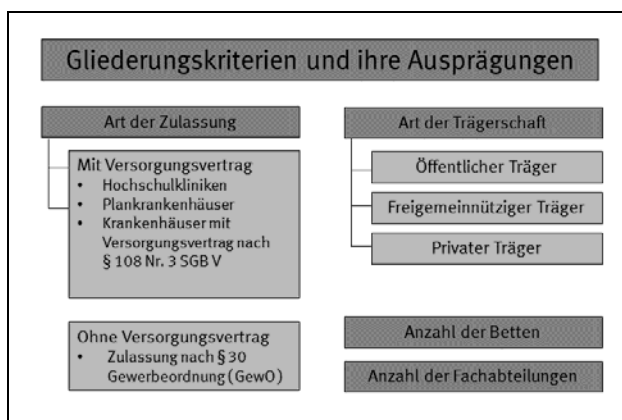 Gliederungskriterien und ihre Ausprägungen
Art der Zulassung
Mit Versorgungsvertrag
• Hochschulkliniken
• Plankrankenhäuser
• Krankenhäuser mit
Versorgungsvertrag nach
§ 108 Nr. 3 SGB V
Ohne Versorgungsvertrag
• Zulassung nach § 30
Gewerbeordnung (GewO)
Art der Trägerschaft
Öffentlicher Träger
Freigemeinnütziger Träger
Privater Träger
Anzahl der Betten
Anzahl der Fachabteilungen